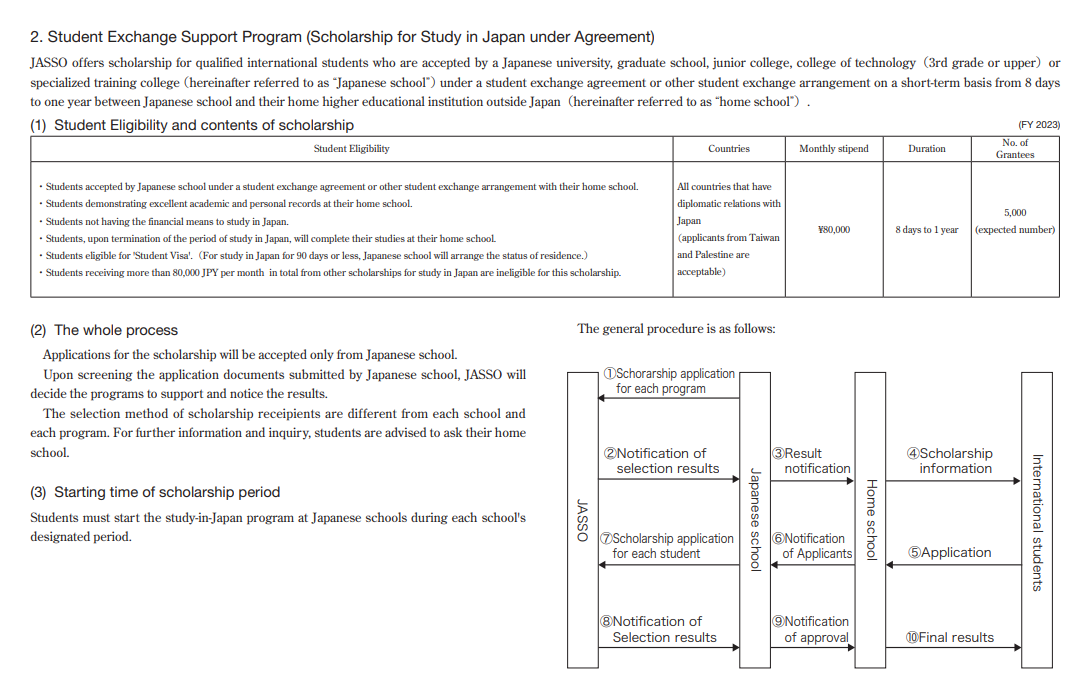 2. Student Exchange Support Program (Scholarship for Study in Japan under Agreement)
JASSO offers scholarship for qualified international students who are accepted by a Japanese university, graduate school, junior college, college of technology（3rd grade or upper）or
specialized training college（hereinafter referred to as “Japanese school”）under a student exchange agreement or other student exchange arrangement on a short-term basis from 8 days
to one year between Japanese school and their home higher educational institution outside Japan（hereinafter referred to as “home school”）.
(1) Student Eligibility and contents of scholarship
(FY 2023)
Student Eligibility
Countries
Monthly stipend
Duration
No. of
Grantees
・Students accepted by Japanese school under a student exchange agreement or other student exchange arrangement with their home school.
・Students demonstrating excellent academic and personal records at their home school.
・Students not having the financial means to study in Japan.
・Students, upon termination of the period of study in Japan, will complete their studies at their home school.
・Students eligible for 'Student Visa'.（For study in Japan for 90 days or less, Japanese school will arrange the status of residence.）
・Students receiving more than 80,000 JPY per month in total from other scholarships for study in Japan are ineligible for this scholarship.
All countries that have
diplomatic relations with
Japan
（applicants from Taiwan
and Palestine are
acceptable）
¥80,000
8 days to 1 year
5,000
(expected number)
(2) The whole process
Applications for the scholarship will be accepted only from Japanese school.
Upon screening the application documents submitted by Japanese school, JASSO will
decide the programs to support and notice the results.
The selection method of scholarship receipients are different from each school and
each program. For further information and inquiry, students are advised to ask their home
school.
(3) Starting time of scholarship period
Students must start the study-in-Japan program at Japanese schools during each school's
designated period.
The general procedure is as follows:
JASSO
Japanese school
Home school
International students
①Schorarship application
for each program
②Notification of
selection results
③Result
notification
④Scholarship
information
⑤Application
⑥Notification
of Applicants
⑦Scholarship application
for each student
⑧Notification of
Selection results
⑨Notification
of approval
⑩Final results